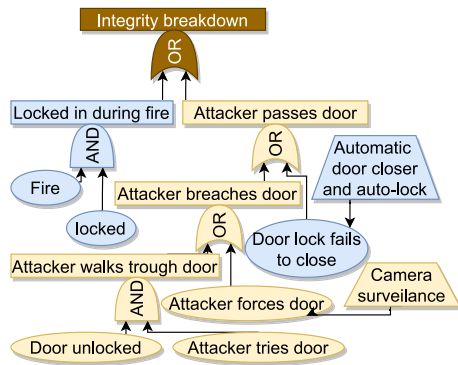 Integrity breakdown
OR
Locked in during fire
Attacker passes door
AND
OR
Automatic
door closer
and auto-lock
Fire
Attacker breaches door
locked
OR
Door lock fails
to close
Attacker walks trough door
Camera
surveilance
AND
Attacker forces door
Door unlocked
Attacker tries door